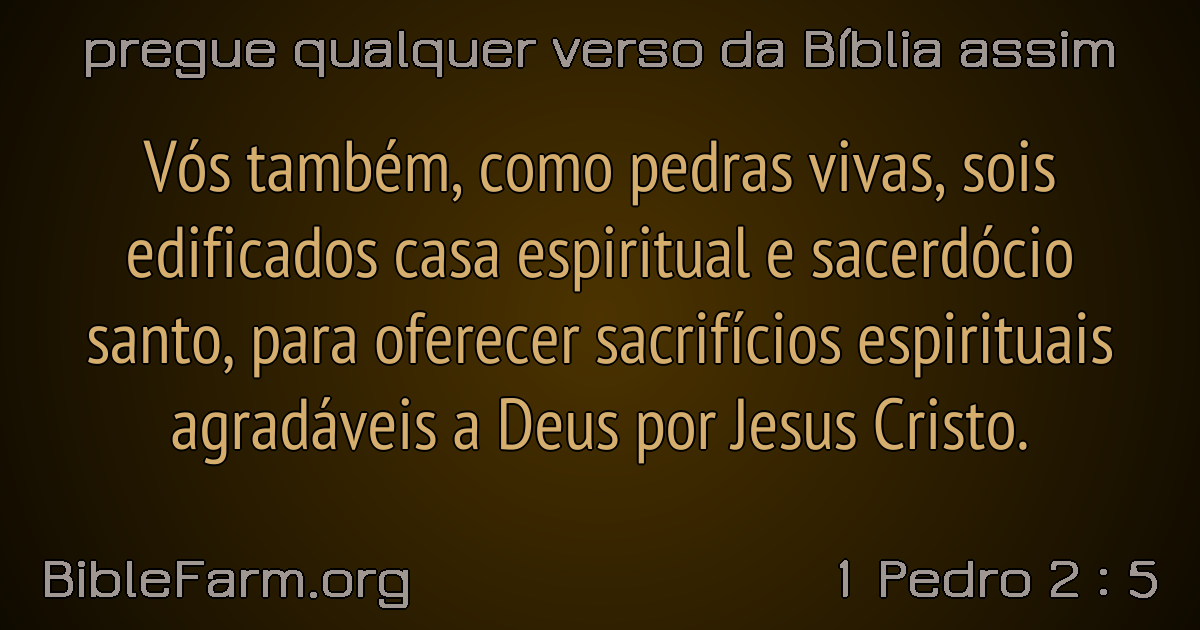 pregue qualquer verso da Bíblia assim
Vós também, como pedras vivas, sois
edificados casa espiritual e sacerdócio
santo, para oferecer sacrifícios espirituais
agradáveis a Deus por Jesus Cristo.
BibleFarm.org
1 Pedro 2 : 5